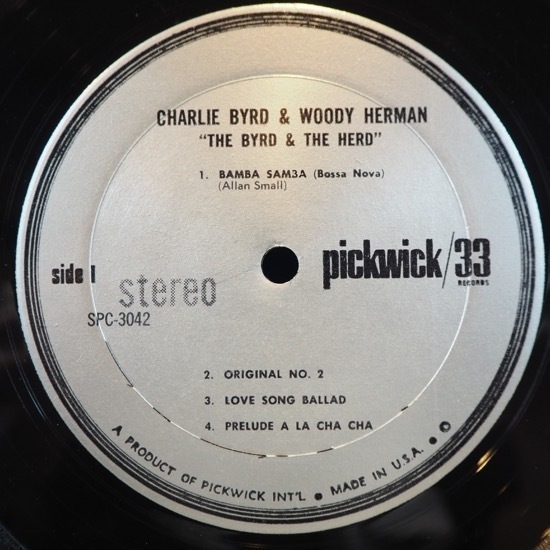 CHARLIE BYRD & WOODY HERMAN
"THE BYRD & THE HERD"
1. BAMBA SAM3A (Bossa Nova)
(Allan Small)
side I
stereo
SPC-3042
pickwick/33
RECORDS
2. ORIGINAL NO. 2
3. LOVE SONG BALLAD
4. PRELUDE A LA CHA CHA
A PRODUCT OF PICKWICK INT'L • MADE IN U.S.A. • ©